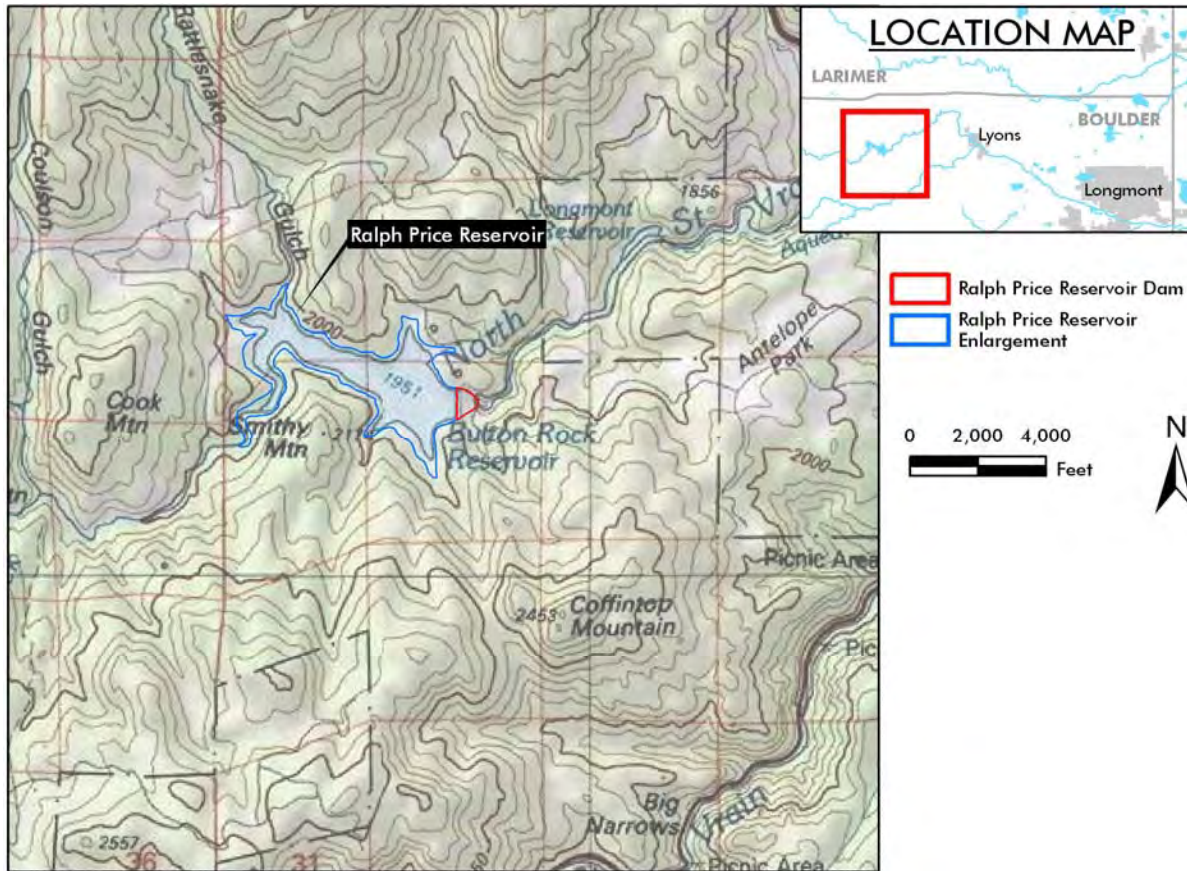 LOCATION MAP
LARIMER
BOULDER
Lyons
Longmont
Rattlesnake
Gulch
Coulson
Gulch
1856
Longmont
Reservoir
North
St
Ralph Price Reservoir
2000
1951
Antelope
Park
Cook
Mtn
Smithy
Mtn
Button Rock
Reservoir
2000
Picnic Area
2453
Coffintop
Mountain
Big
Narrows
Vrain
Picnic Area
2557
36
31
Ralph Price Reservoir Dam
Ralph Price Reservoir
Enlargement
0 2,000 4,000
Feet
N